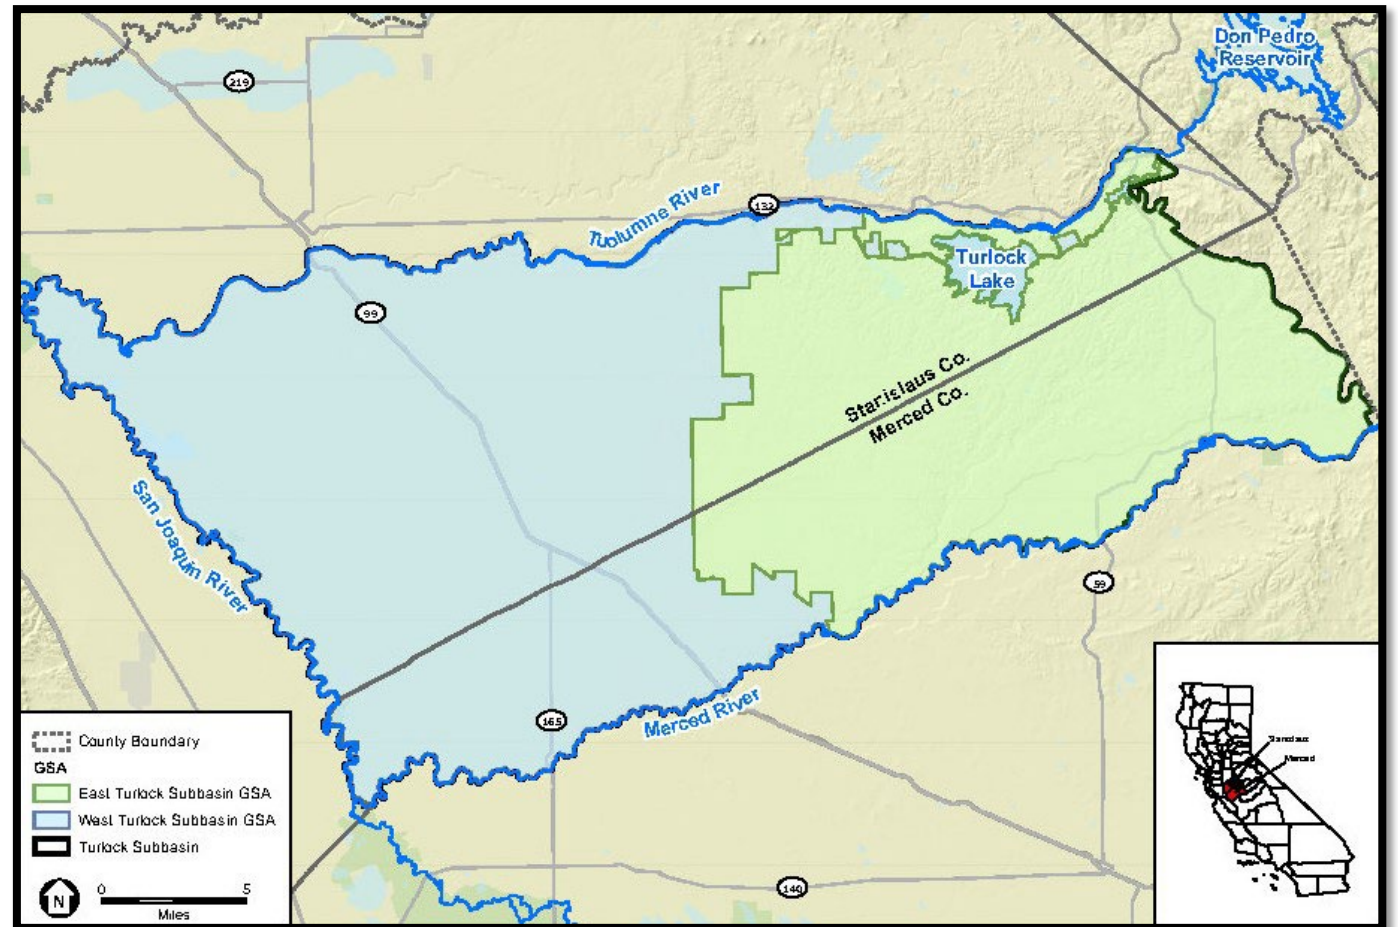 Don Pedro
Reservoir
219
Tuolumne River
132
Turlock
Lake
99
Stanislaus Co.
Merced Co.
San Joaquin River
59
165
Merced River
140
County Boundary
GSA
East Turlock Subbasin GSA
West Turlock Subbasin GSA
Turlock Subbasin
N
0 5
Miles
Stanislaus
Merced